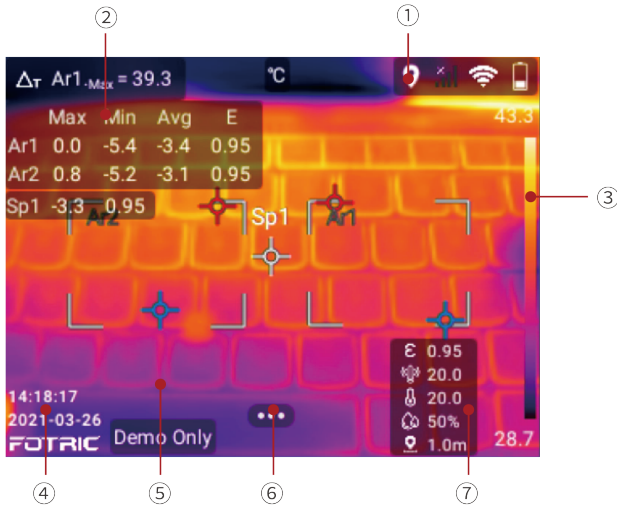 ② ①
ΔT Ar1-Max = 39.3 °C
43.3
Max Min Avg E
Ar1 0.0 -5.4 -3.4 0.95
Ar2 0.8 -5.2 -3.1 0.95
Sp1 -3.3 0.95
③
Ar2 Sp1 Ar1
ε 0.95
20.0
20.0
50%
1.0m
14:18:17
2021-03-26
FOTRIC Demo Only
28.7
④ ⑤ ⑥ ⑦